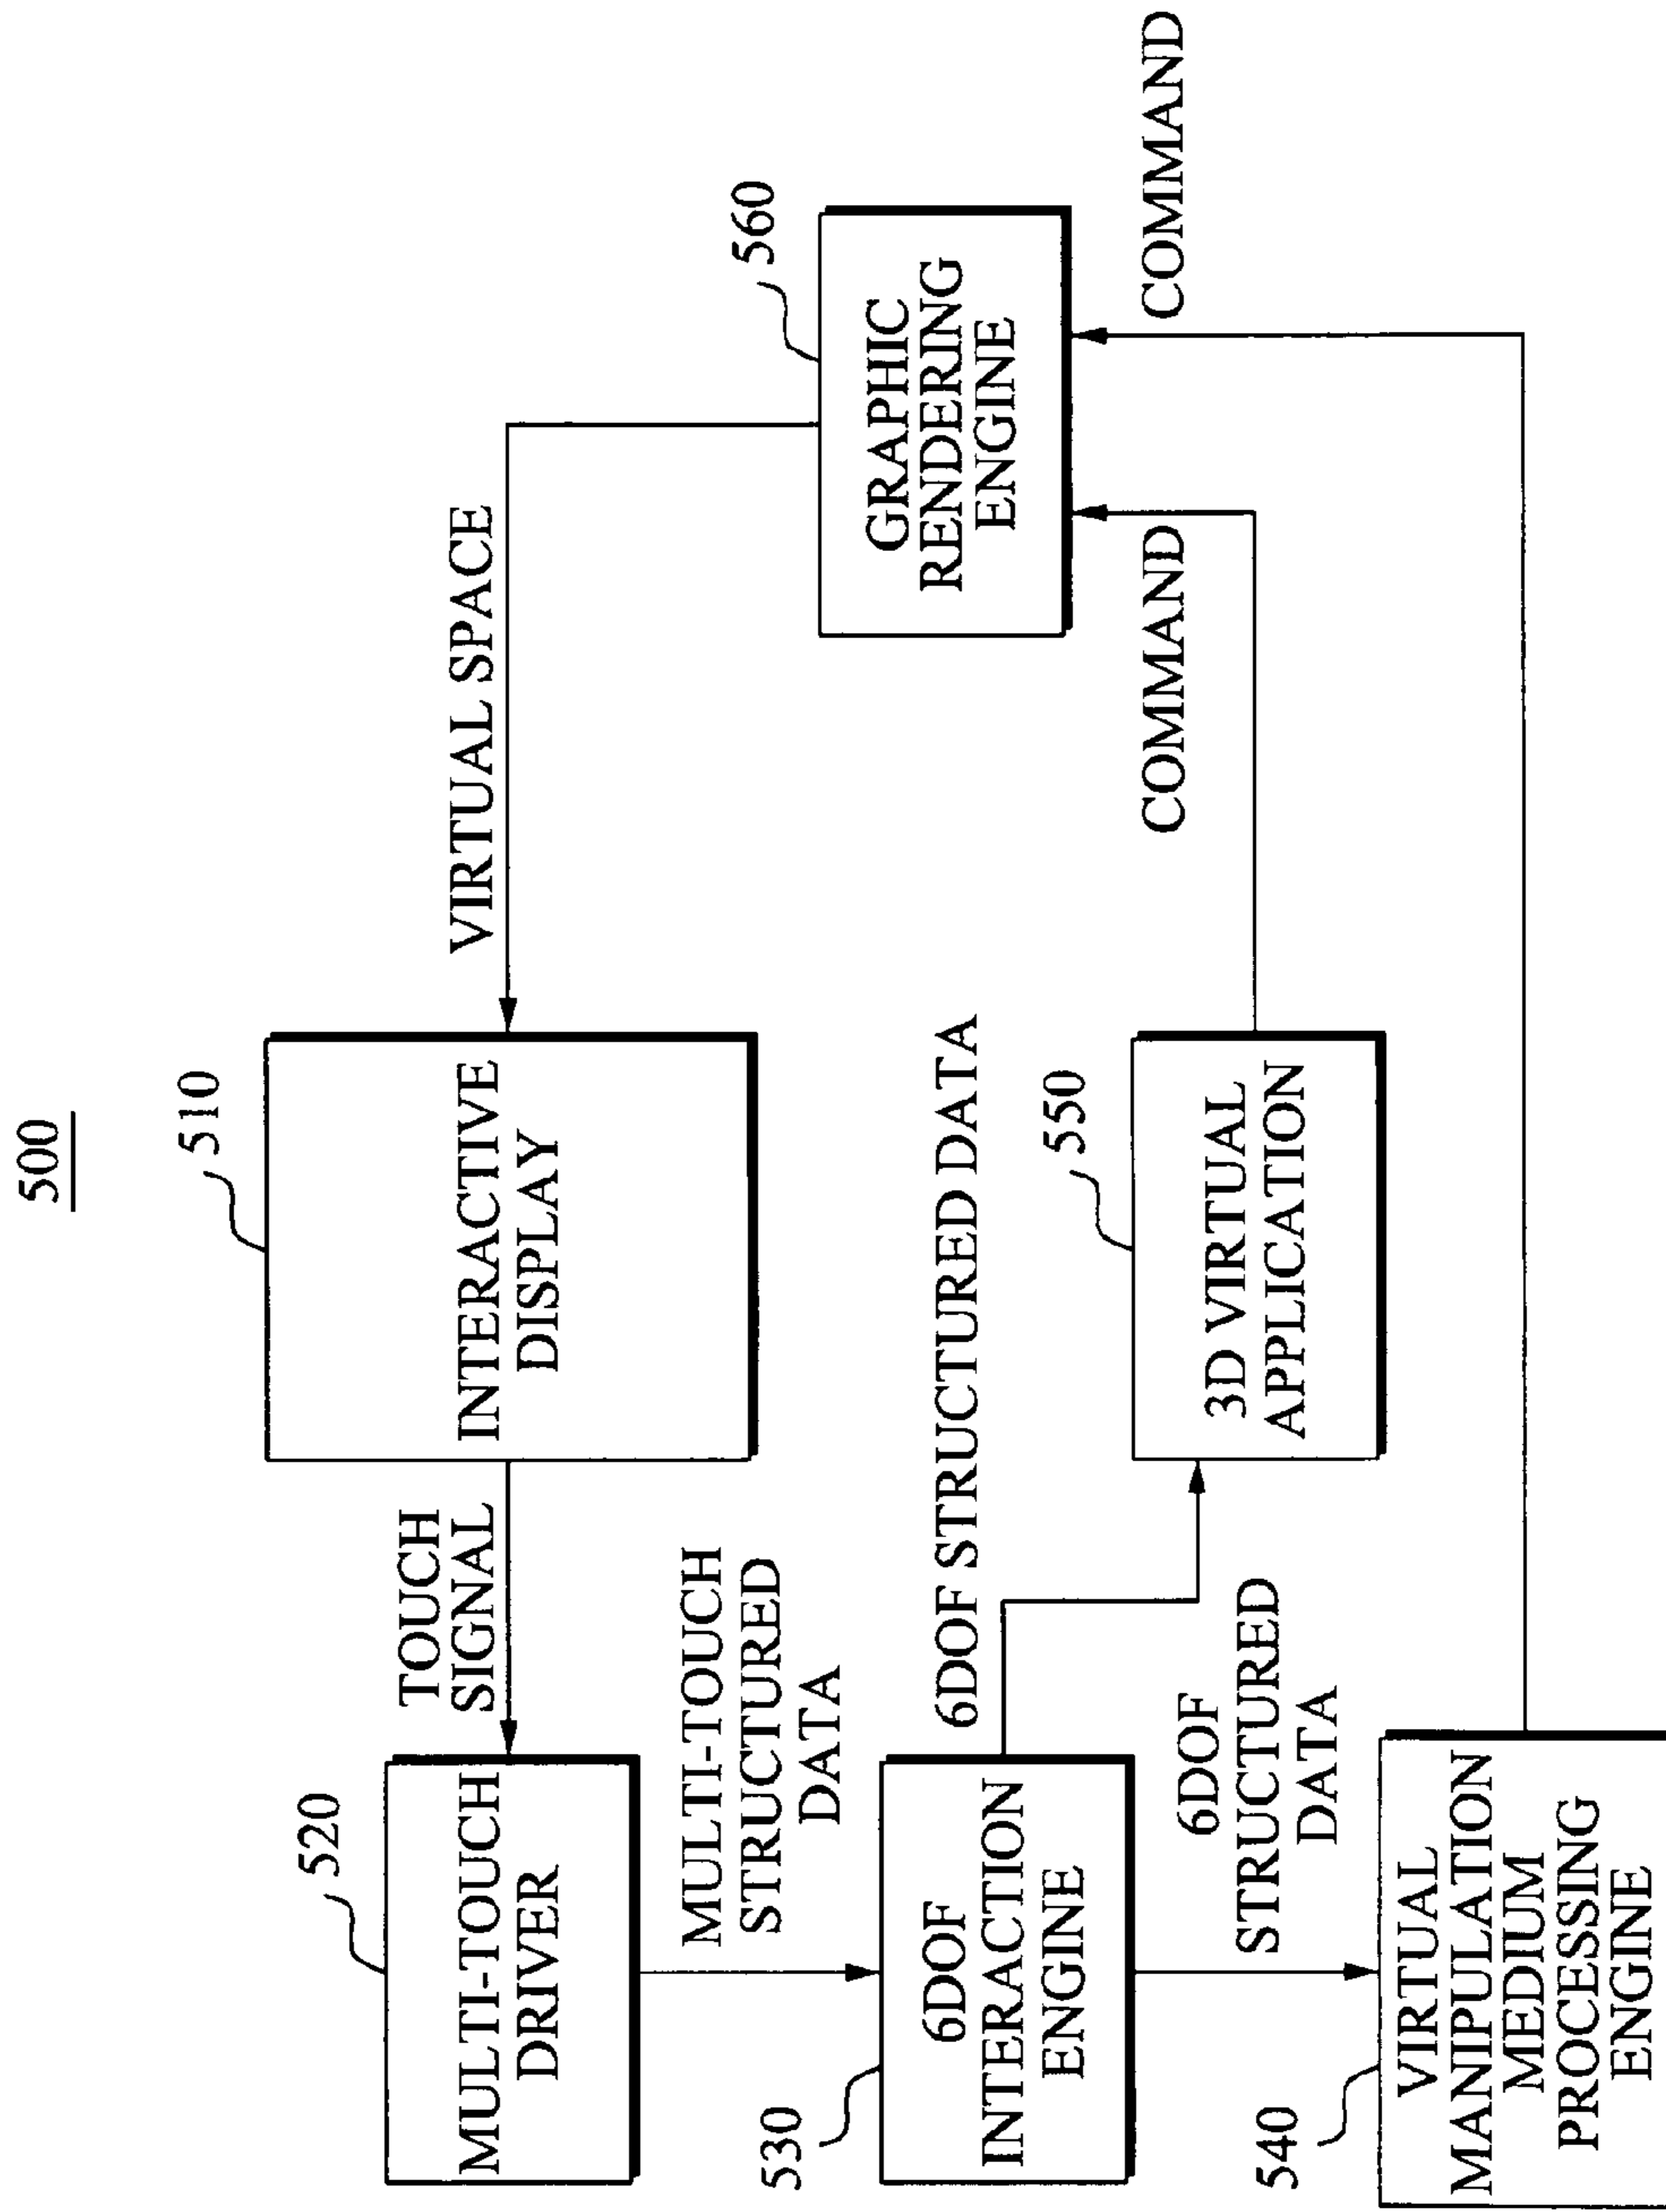 500
510
INTERACTIVE
DISPLAY
TOUCH
SIGNAL
VIRTUAL SPACE
520
MULTI-TOUCH
DRIVER
MULTI-TOUCH
STRUCTURED
DATA
560
GRAPHIC
RENDERING
ENGINE
530
6DOF
INTERACTION
ENGINE
6DOF STRUCTURED DATA
550
3D VIRTUAL
APPLICATION
COMMAND
COMMAND
6DOF
STRUCTURED
DATA
540
VIRTUAL
MANIPULATION
MEDIUM
PROCESSING
ENGINE